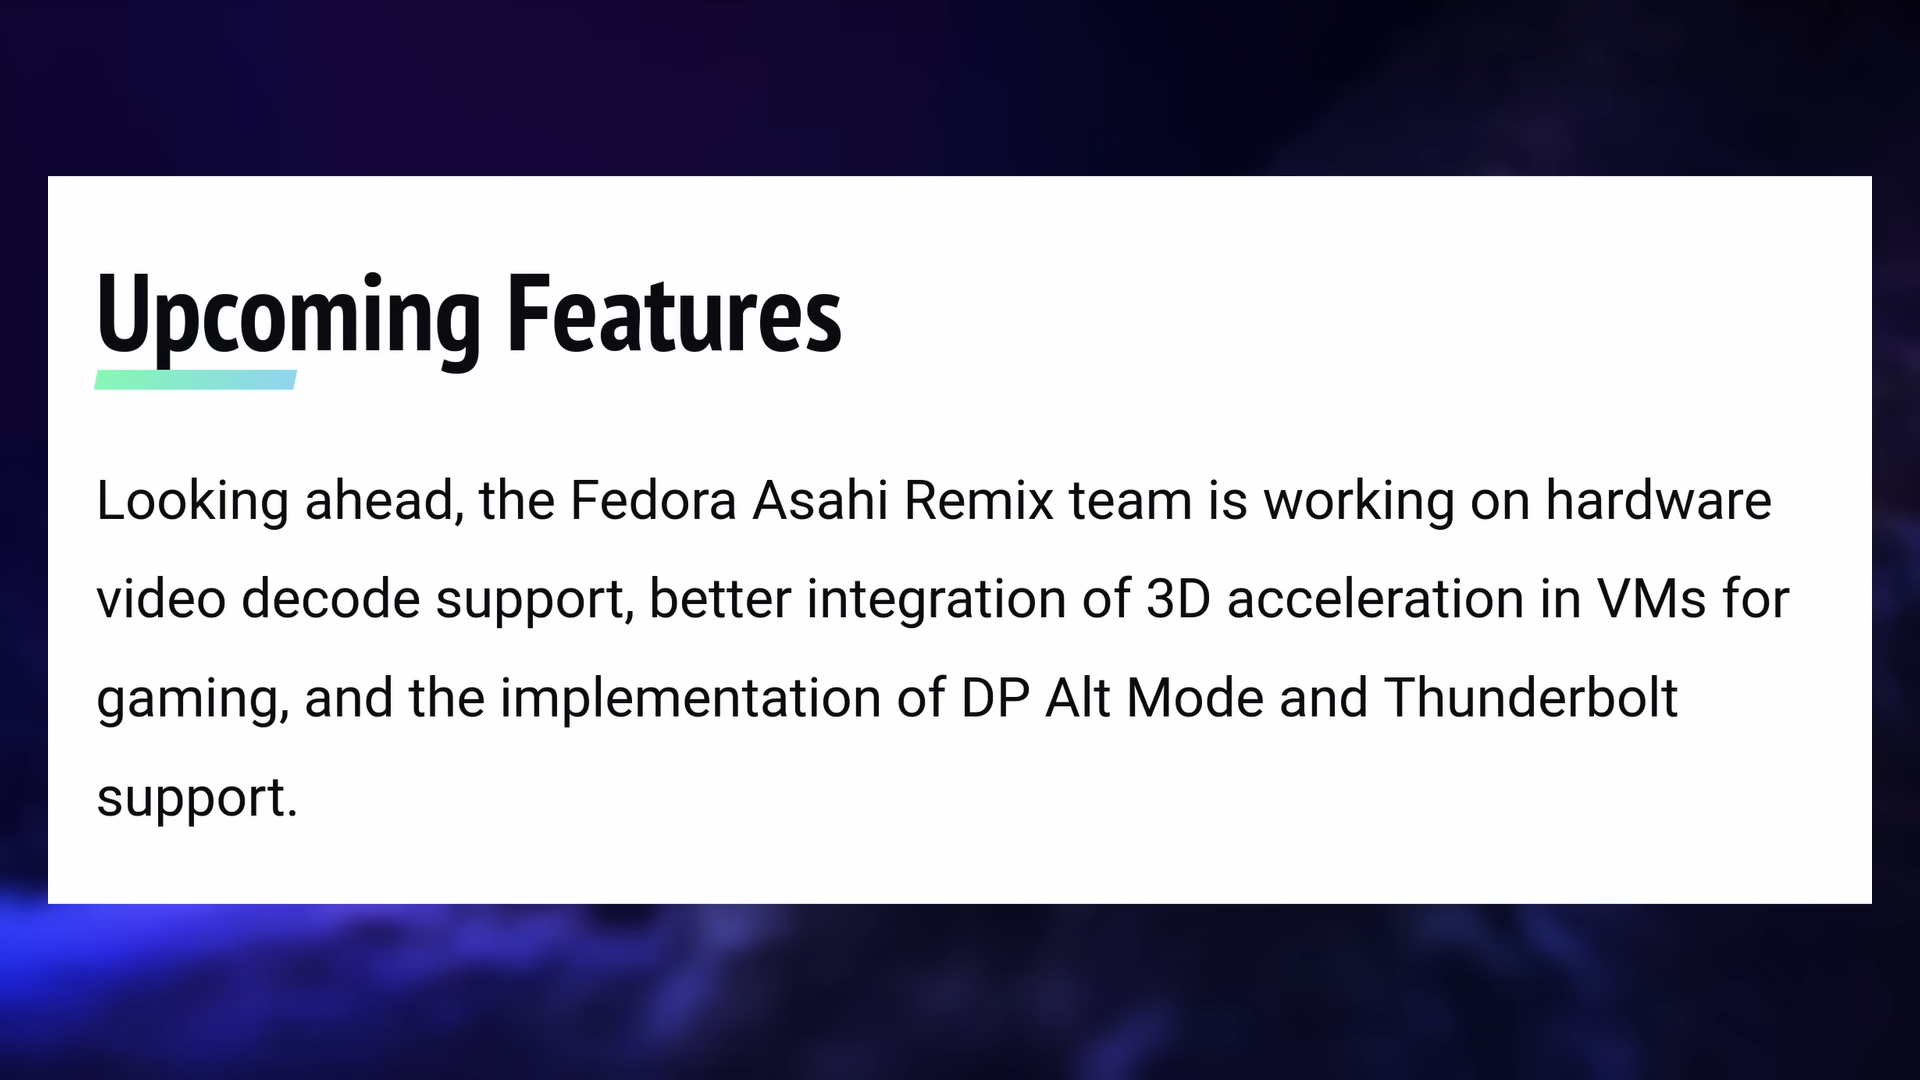 Upcoming Features
Looking ahead, the Fedora Asahi Remix team is working on hardware
video decode support, better integration of 3D acceleration in VMs for
gaming, and the implementation of DP Alt Mode and Thunderbolt
support.